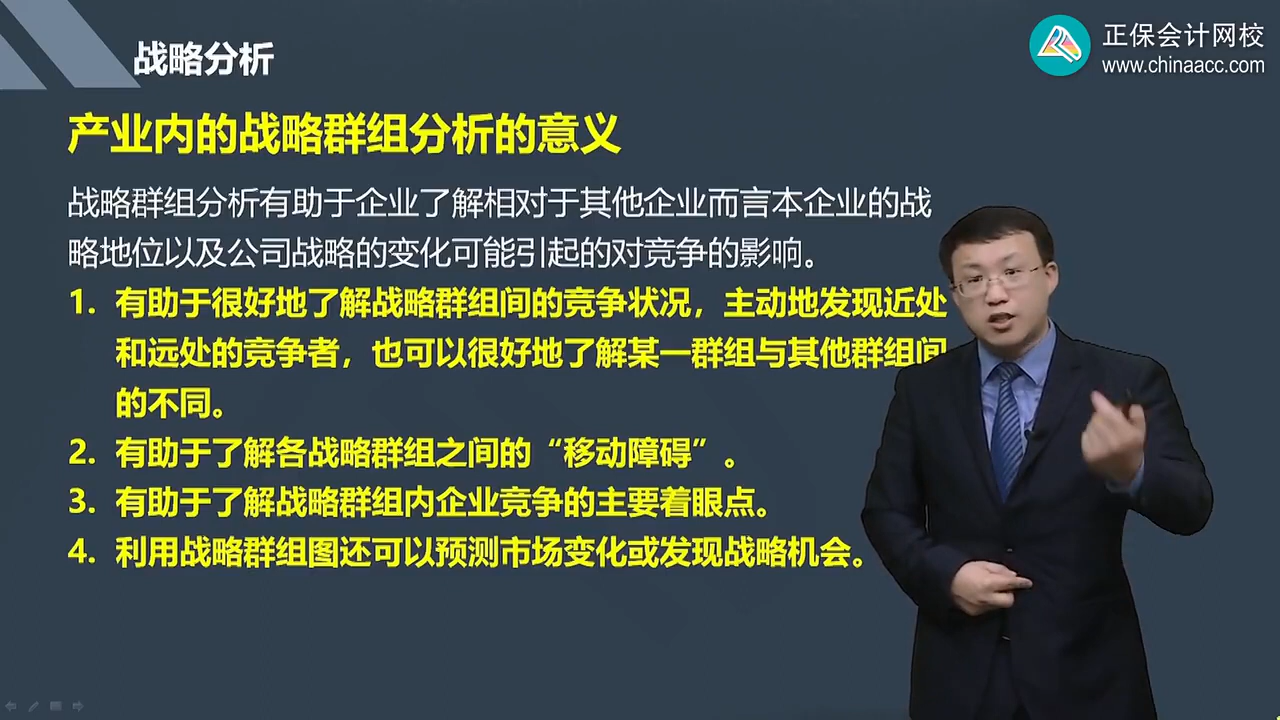 战略分析
正保会计网校
www.chinaacc.com
产业内的战略群组分析的意义
战略群组分析有助于企业了解相对于其他企业而言本企业的战
略地位以及公司战略的变化可能引起的对竞争的影响。
1. 有助于很好地了解战略群组间的竞争状况，主动地发现近处
和远处的竞争者，也可以很好地了解某一群组与其他群组间
的不同。
2. 有助于了解各战略群组之间的“移动障碍”。
3. 有助于了解战略群组内企业竞争的主要着眼点。
4. 利用战略群组图还可以预测市场变化或发现战略机会。